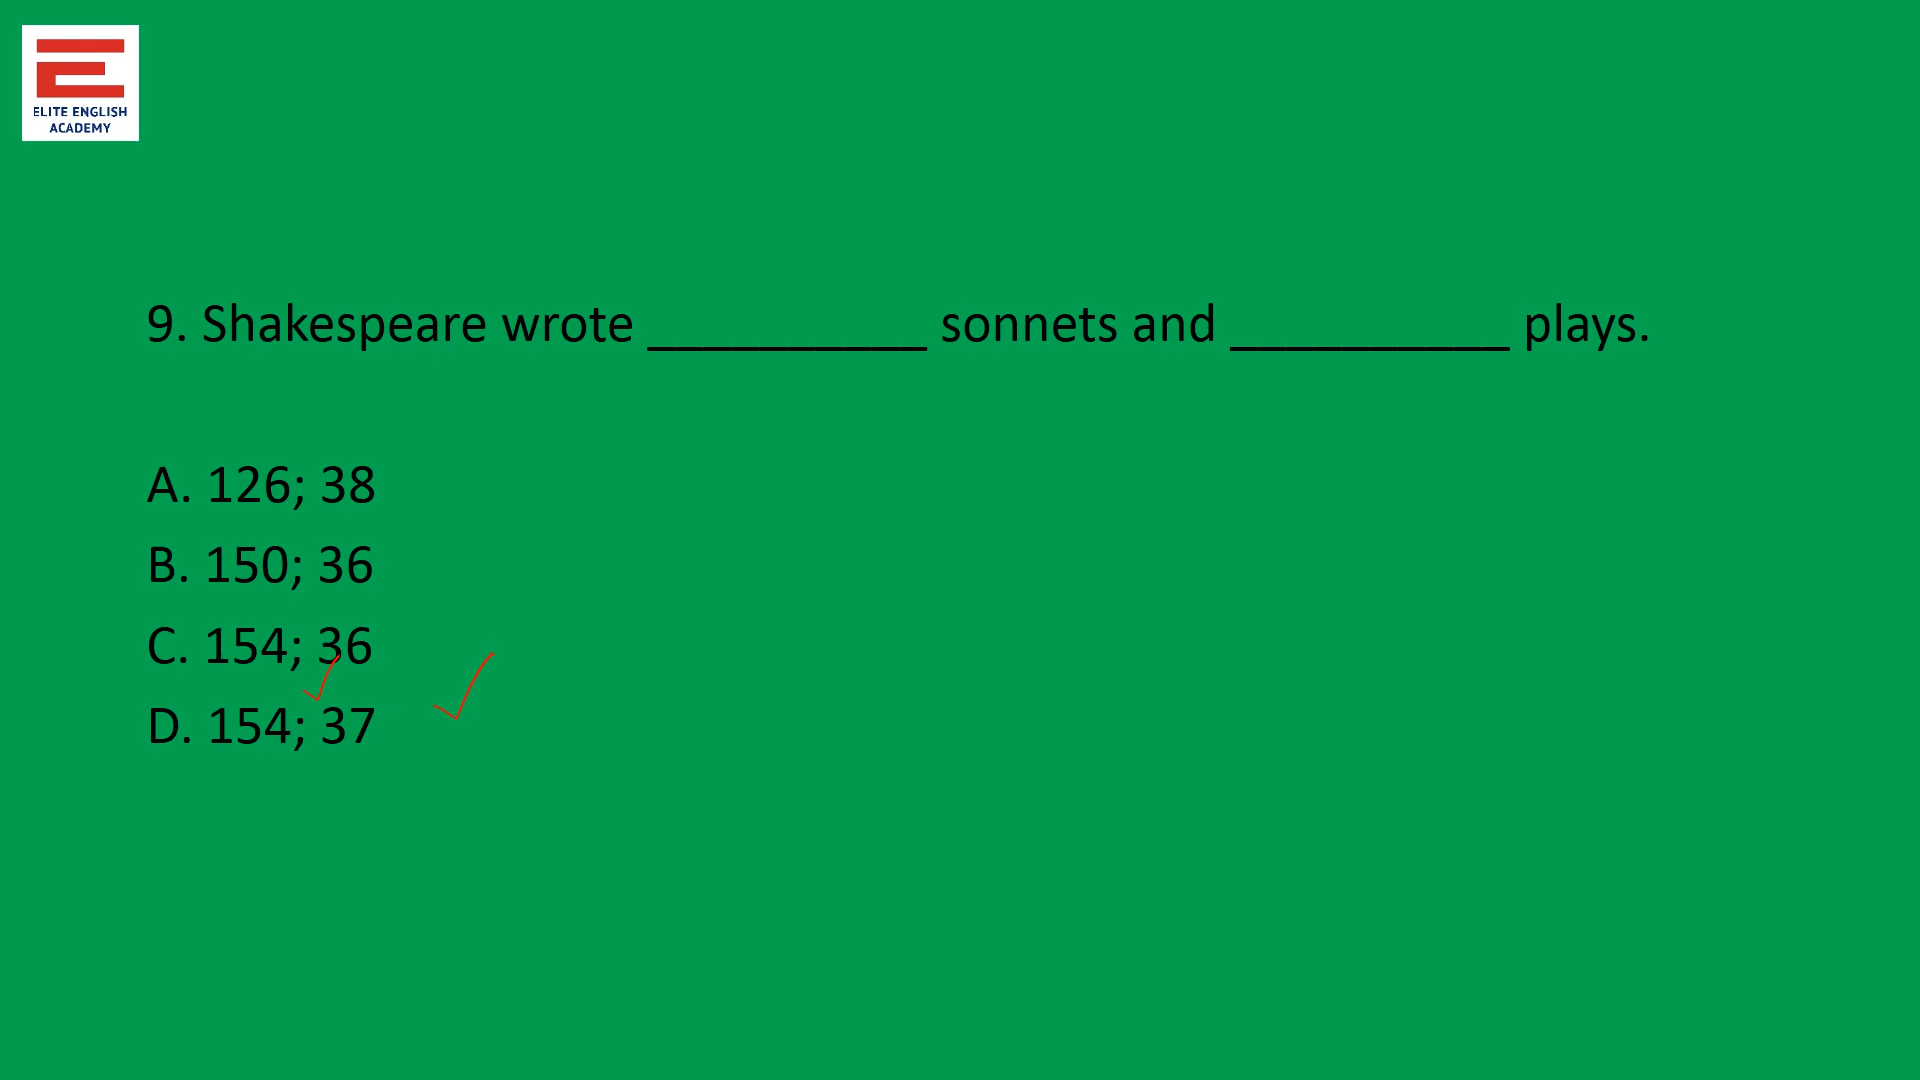 ELITE ENGLISH
ACADEMY
9. Shakespeare wrote __________ sonnets and __________ plays.
A. 126; 38
B. 150; 36
C. 154; 36
D. 154; 37